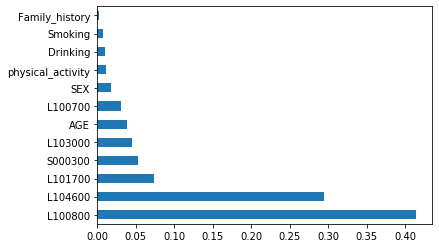 Family_history
Smoking
Drinking
physical_activity
SEX
L100700
AGE
L103000
S000300
L101700
L104600
L100800
0.00 0.05 0.10 0.15 0.20 0.25 0.30 0.35 0.40